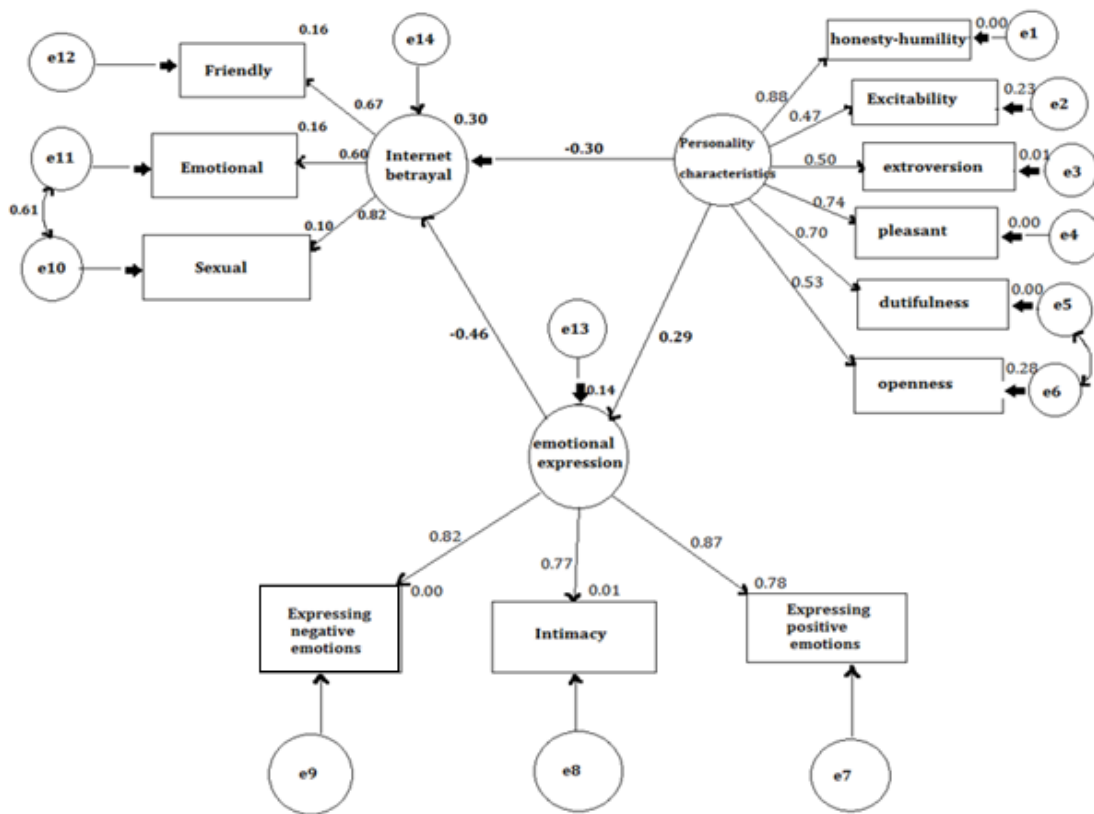 e12
0.16
Friendly
e14
0.67
0.30
0.16
e11
Emotional
0.60
Internet
betrayal
0.61
0.82
0.10
e10
Sexual
-0.30
Personality
characteristics
0.00
e1
honesty-humility
0.88
0.23
e2
Excitability
0.47
0.01
e3
extroversion
0.50
0.74
0.00
e4
pleasant
0.70
0.00
e5
dutifulness
0.53
0.28
e6
openness
-0.46
0.29
e13
0.14
emotional
expression
0.82
0.77
0.87
0.00
0.01
0.78
Expressing
negative
emotions
Intimacy
Expressing
positive
emotions
e9
e8
e7